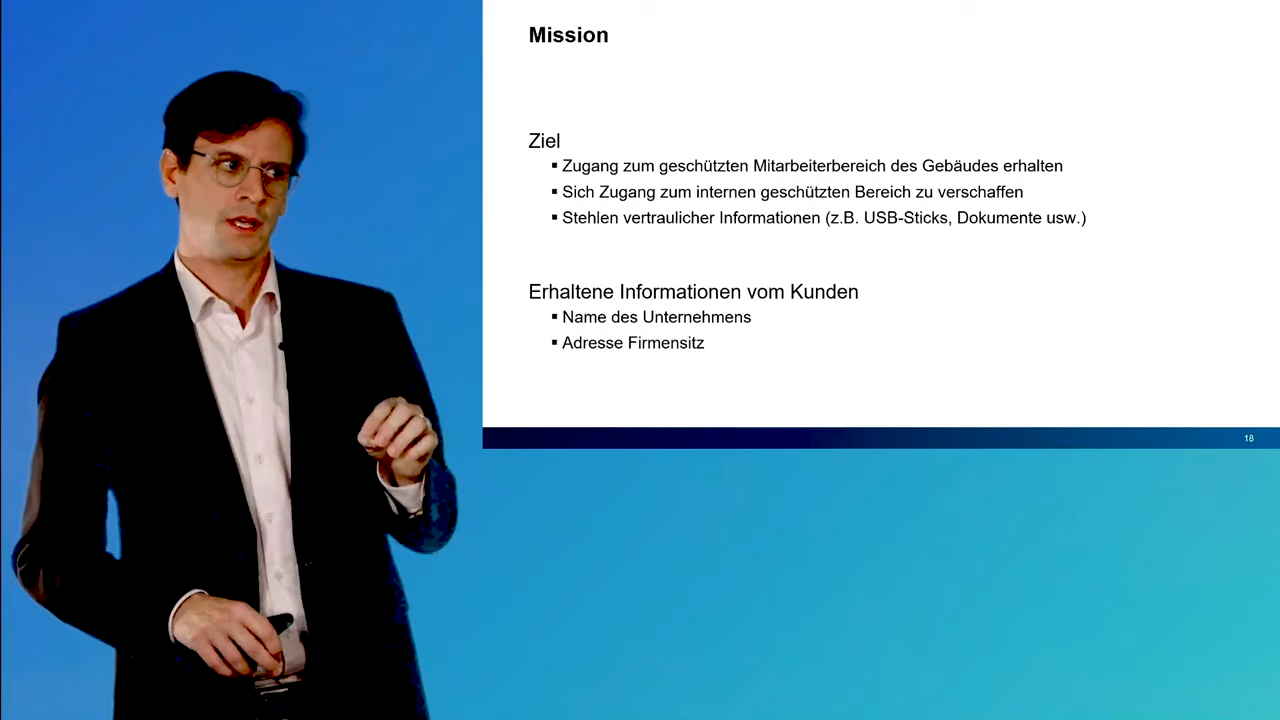 Mission
Ziel
▪ Zugang zum geschützten Mitarbeiterbereich des Gebäudes erhalten
▪ Sich Zugang zum internen geschützten Bereich zu verschaffen
▪ Stehlen vertraulicher Informationen (z.B. USB-Sticks, Dokumente usw.)
Erhaltene Informationen vom Kunden
▪ Name des Unternehmens
▪ Adresse Firmensitz
18